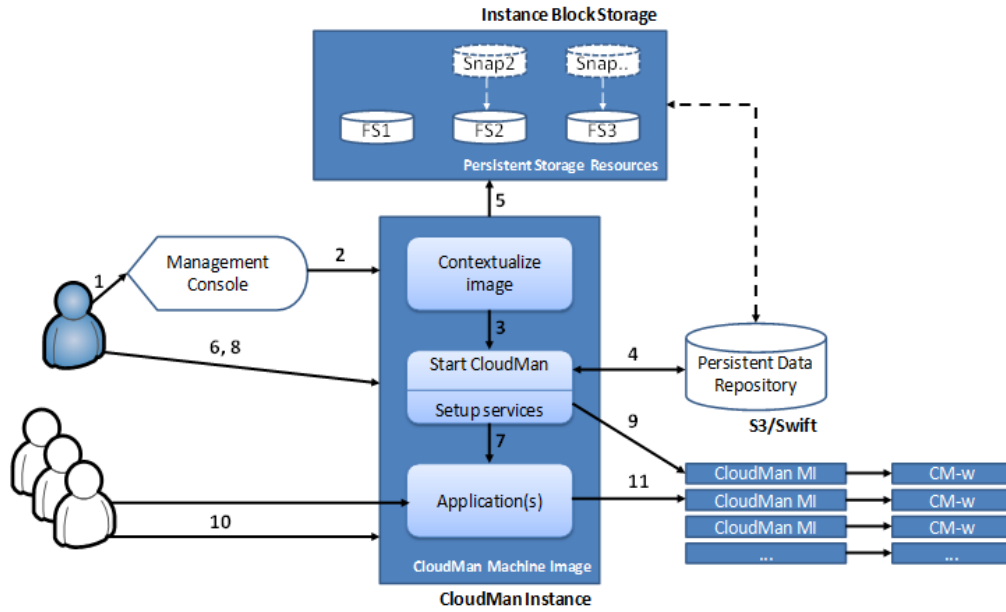 Instance Block Storage
Snap2
Snap..
FS1
FS2
FS3
Persistent Storage Resources
5
Management
Console
1
2
Contextualize
image
3
6, 8
Start CloudMan
Setup services
4
Persistent Data
Repository
S3/Swift
7
9
Application(s)
10
11
CloudMan MI
CM-w
CloudMan MI
CM-w
CloudMan MI
CM-w
...
...
CloudMan Machine Image
CloudMan Instance